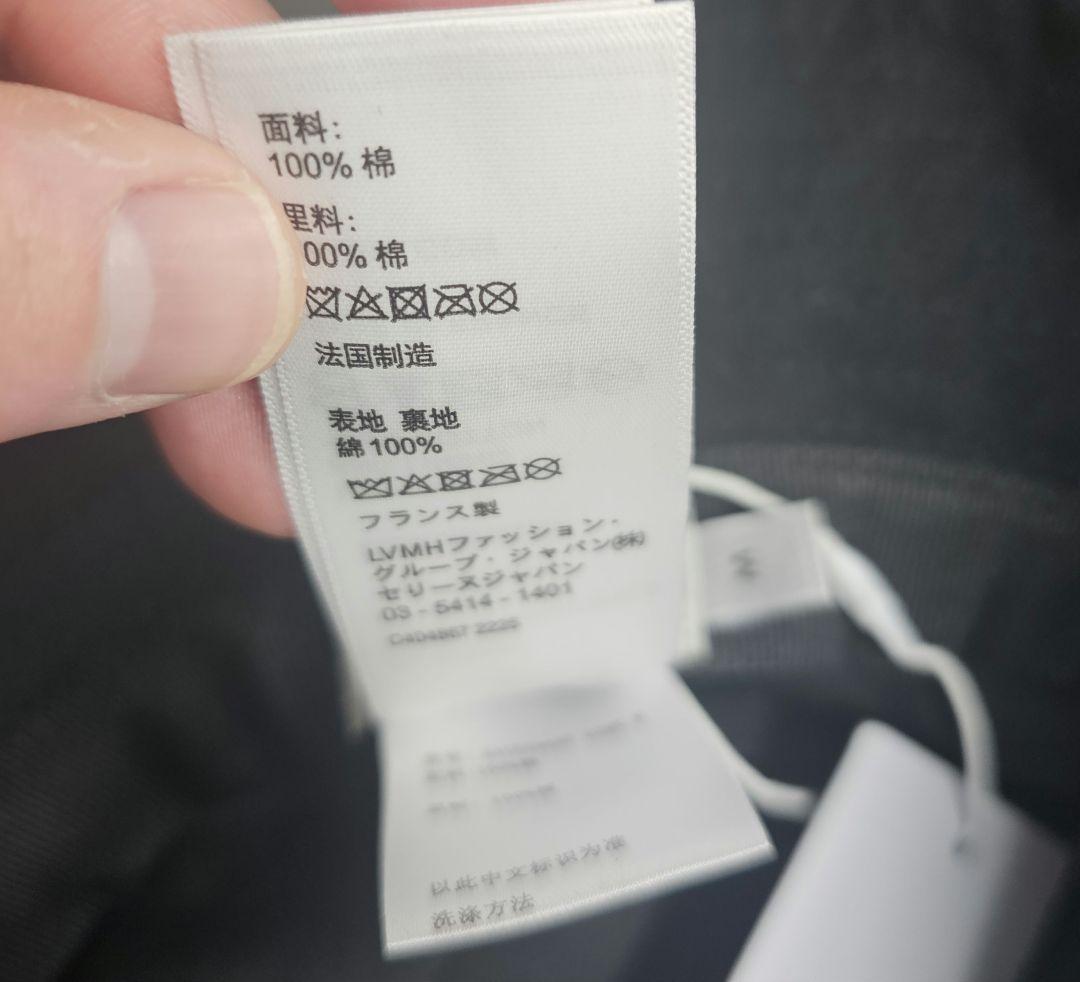 面料:
100% 棉
里料:
00% 棉
法国制造
表地 裏地
綿 100%
フランス製
LVMHファッション・
グループ・ジャパン㈱
セリーヌジャパン
03 - 5414 - 1401
M
以此中文标识为准
洗涤方法